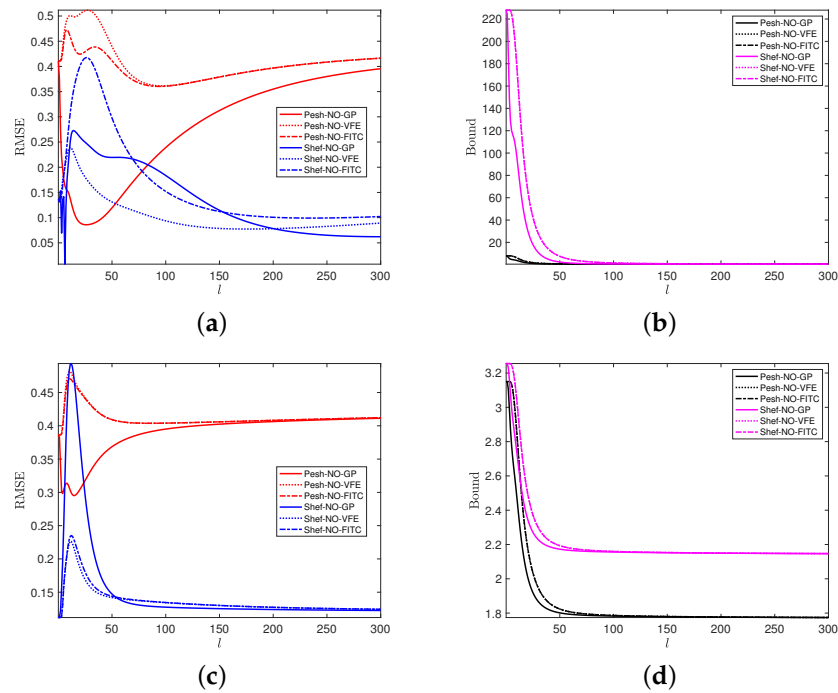 0.5
0.45
0.4
0.35
0.3
0.25
0.2
0.15
0.1
0.05
RMSE
Pesh-NO-GP
Pesh-NO-VFE
Pesh-NO-FITC
Shef-NO-GP
Shef-NO-VFE
Shef-NO-FITC
50 100 150 200 250 300
l
(a)
220
200
180
160
140
120
100
80
60
40
20
Bound
Pesh-NO-GP
Pesh-NO-VFE
Pesh-NO-FITC
Shef-NO-GP
Shef-NO-VFE
Shef-NO-FITC
50 100 150 200 250 300
l
(b)
0.45
0.4
0.35
0.3
0.25
0.2
0.15
RMSE
Pesh-NO-GP
Pesh-NO-VFE
Pesh-NO-FITC
Shef-NO-GP
Shef-NO-VFE
Shef-NO-FITC
50 100 150 200 250 300
l
(c)
3.2
3
2.8
2.6
2.4
2.2
2
1.8
Bound
Pesh-NO-GP
Pesh-NO-VFE
Pesh-NO-FITC
Shef-NO-GP
Shef-NO-VFE
Shef-NO-FITC
50 100 150 200 250 300
l
(d)